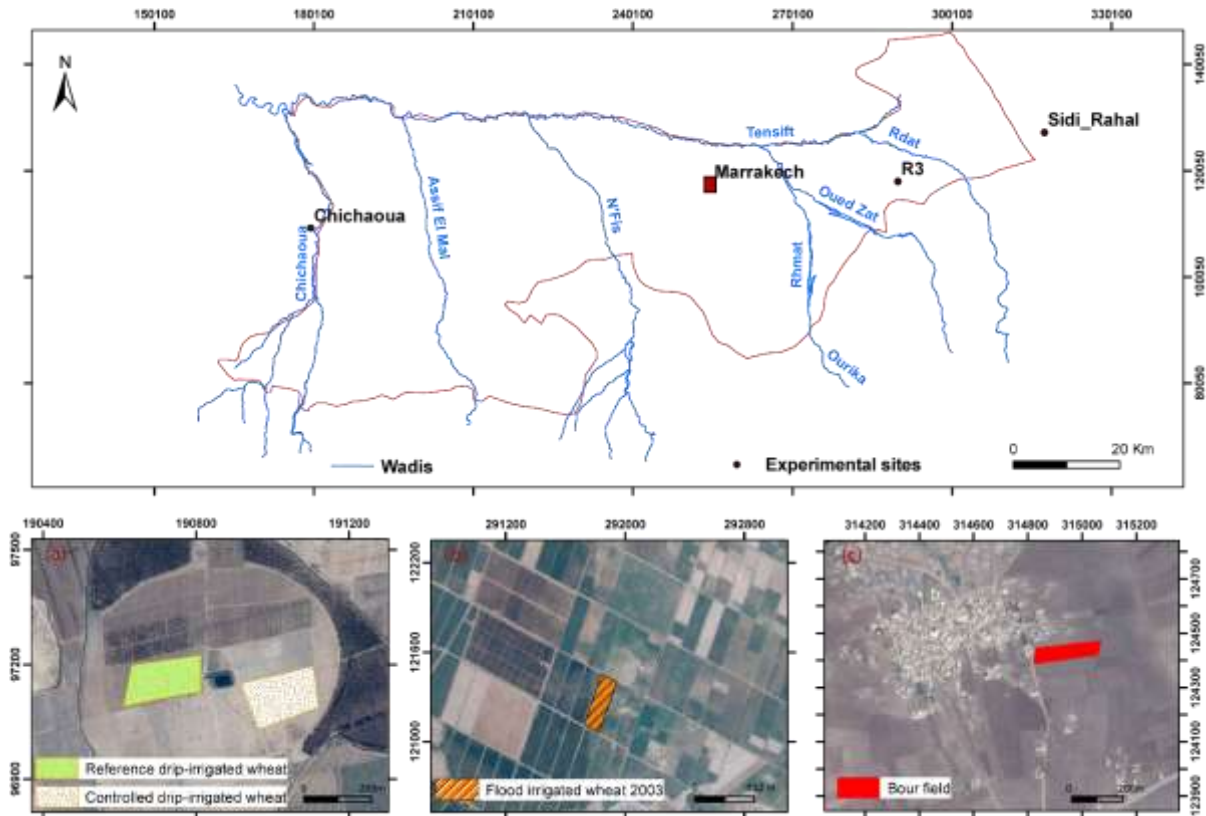 150100 180100 210100 240100 270100 300100 330100
N
140050
120050
100050
80050
Sidi_Rahal
Tensift
Rdat
R3
Marrakech
Oued Zat
Assif El Mal
N'Fis
Chichaoua
Chichaoua
Rhmat
Ourika
0 20 Km
Wadis
Experimental sites
190400 190800 191200
97500
97200
96900
Reference drip-irrigated wheat
Controlled drip-irrigated wheat
0
291200 292000 292800
122200
121600
121000
Flood irrigated wheat 2003
0
314200 314400 314600 314800 315000 315200
(c)
124700
124500
124300
124100
123900
Bour field
0